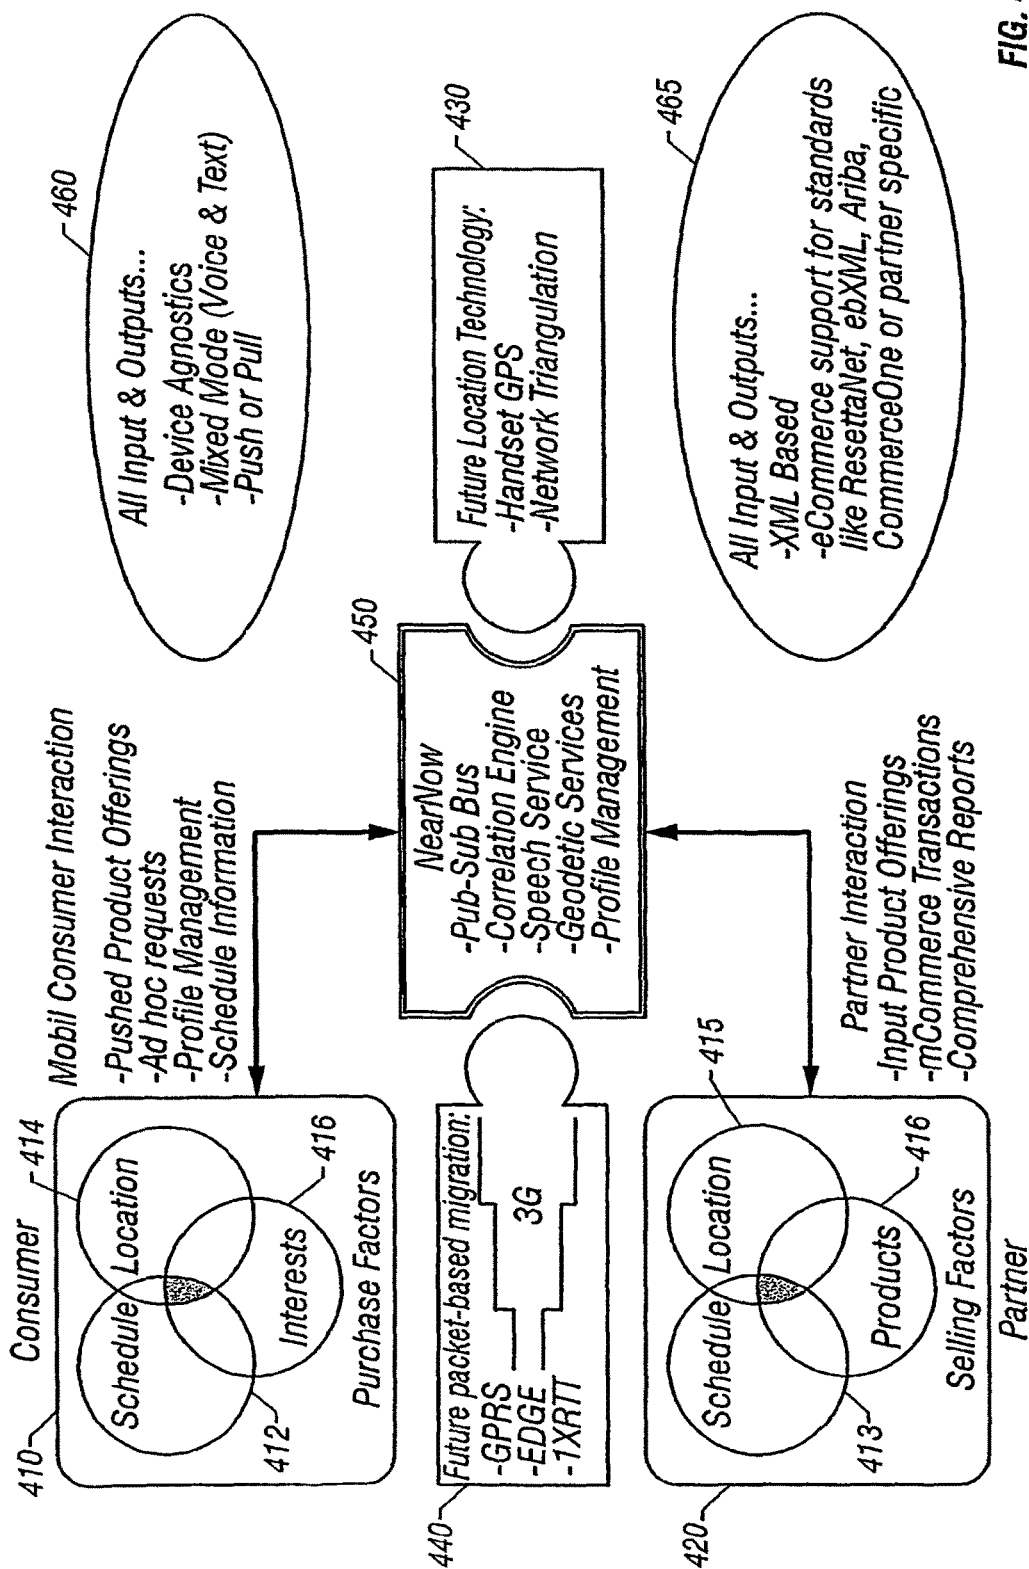 Consumer
410
Schedule
Location
414
Interests
416
412
Purchase Factors
Mobil Consumer Interaction
-Pushed Product Offerings
-Ad hoc requests
-Profile Management
-Schedule Information
460
All Input & Outputs...
-Device Agnostics
-Mixed Mode (Voice & Text)
-Push or Pull
440
Future packet-based migration:
-GPRS
-EDGE
-1XRTT
3G
450
NearNow
-Pub-Sub Bus
-Correlation Engine
-Speech Service
-Geodetic Services
-Profile Management
430
Future Location Technology:
-Handset GPS
-Network Triangulation
420
Schedule
Location
415
Products
416
413
Selling Factors
Partner
Partner Interaction
-Input Product Offerings
-mCommerce Transactions
-Comprehensive Reports
465
All Input & Outputs...
-XML Based
-eCommerce support for standards
like ResettaNet, ebXML, Ariba,
CommerceOne or partner specific
FIG.